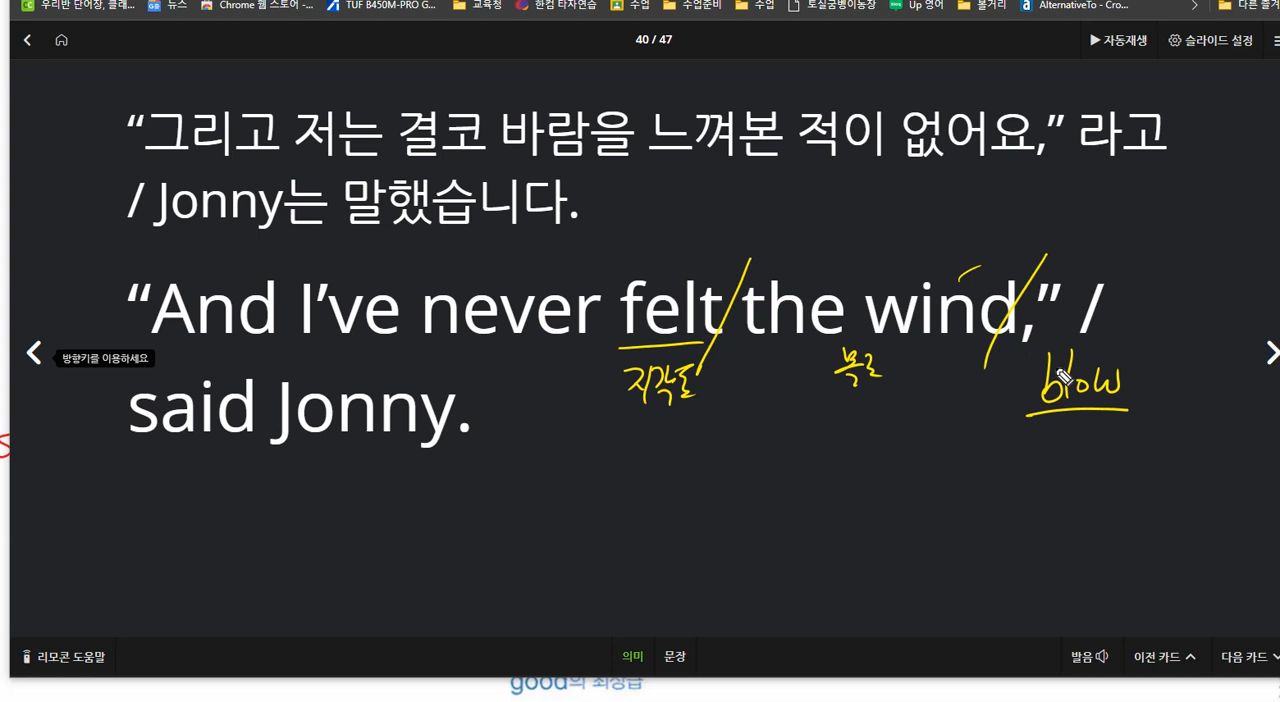 우리반 단어장, 클래... 뉴스 Chrome 웹 스토어 -... TUF B450M-PRO G... 교육청 한컴 타자연습 수업 수업준비 수업 토실궁뱅이농장 Up 영어 볼거리 AlternativeTo - Cro... 다른 즐겨
40 / 47 자동재생 슬라이드 설정
“그리고 저는 결코 바람을 느껴본 적이 없어요,” 라고
/ Jonny는 말했습니다.
“And I’ve never felt the wind,” /
방향키를 이용하세요
지각동
blow
said Jonny.
리모콘 도움말 의미 문장 발음 이전 카드 다음 카드
good의 최상급